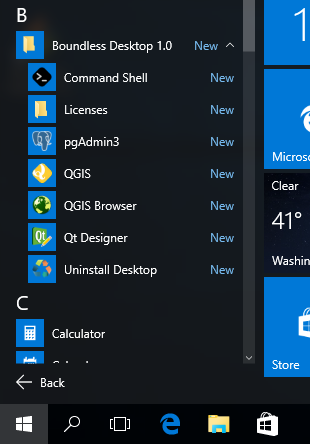 B
Boundless Desktop 1.0 New
Command Shell New
Licenses New
pgAdmin3 New
QGIS New
QGIS Browser New
Qt Designer New
Uninstall Desktop New
C
Calculator
Back
1
Microso
Clear
41°
Washin
Store